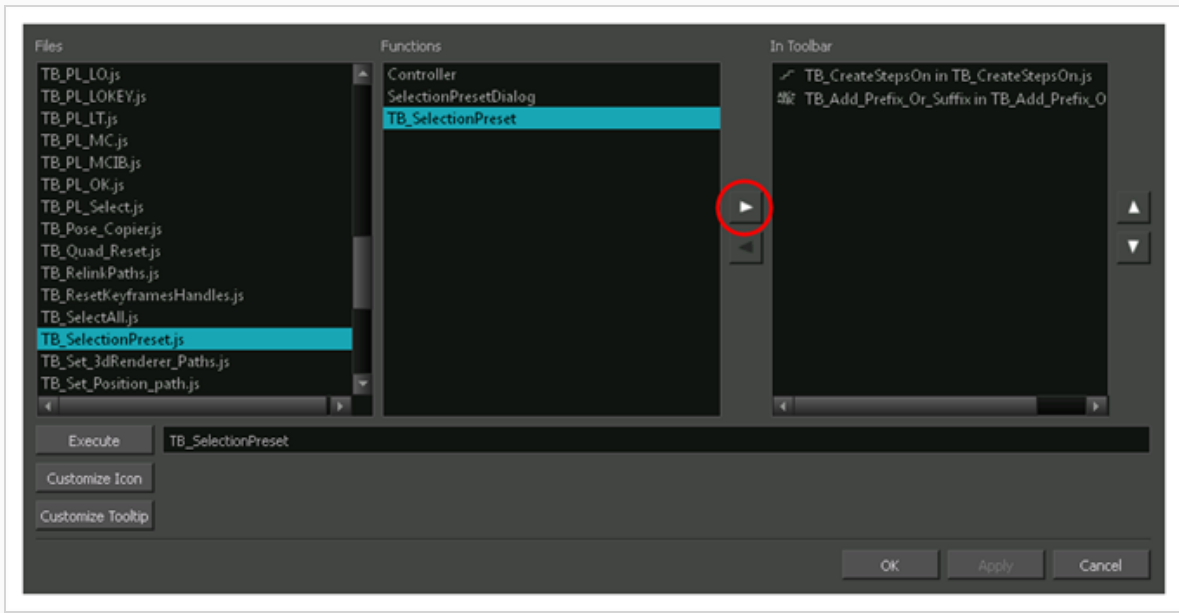 Files
TB_PL_LO.js
TB_PL_LOKEY.js
TB_PL_LT.js
TB_PL_MC.js
TB_PL_MCIB.js
TB_PL_OK.js
TB_PL_Select.js
TB_Pose_Copier.js
TB_Quad_Reset.js
TB_RelinkPaths.js
TB_ResetKeyframesHandles.js
TB_SelectAll.js
TB_SelectionPreset.js
TB_Set_3dRenderer_Paths.js
TB_Set_Position_path.js
Functions
Controller
SelectionPresetDialog
TB_SelectionPreset
In Toolbar
TB_CreateStepsOn in TB_CreateStepsOn.js
TB_Add_Prefix_Or_Suffix in TB_Add_Prefix_O
Execute
TB_SelectionPreset
Customize Icon
Customize Tooltip
OK
Apply
Cancel